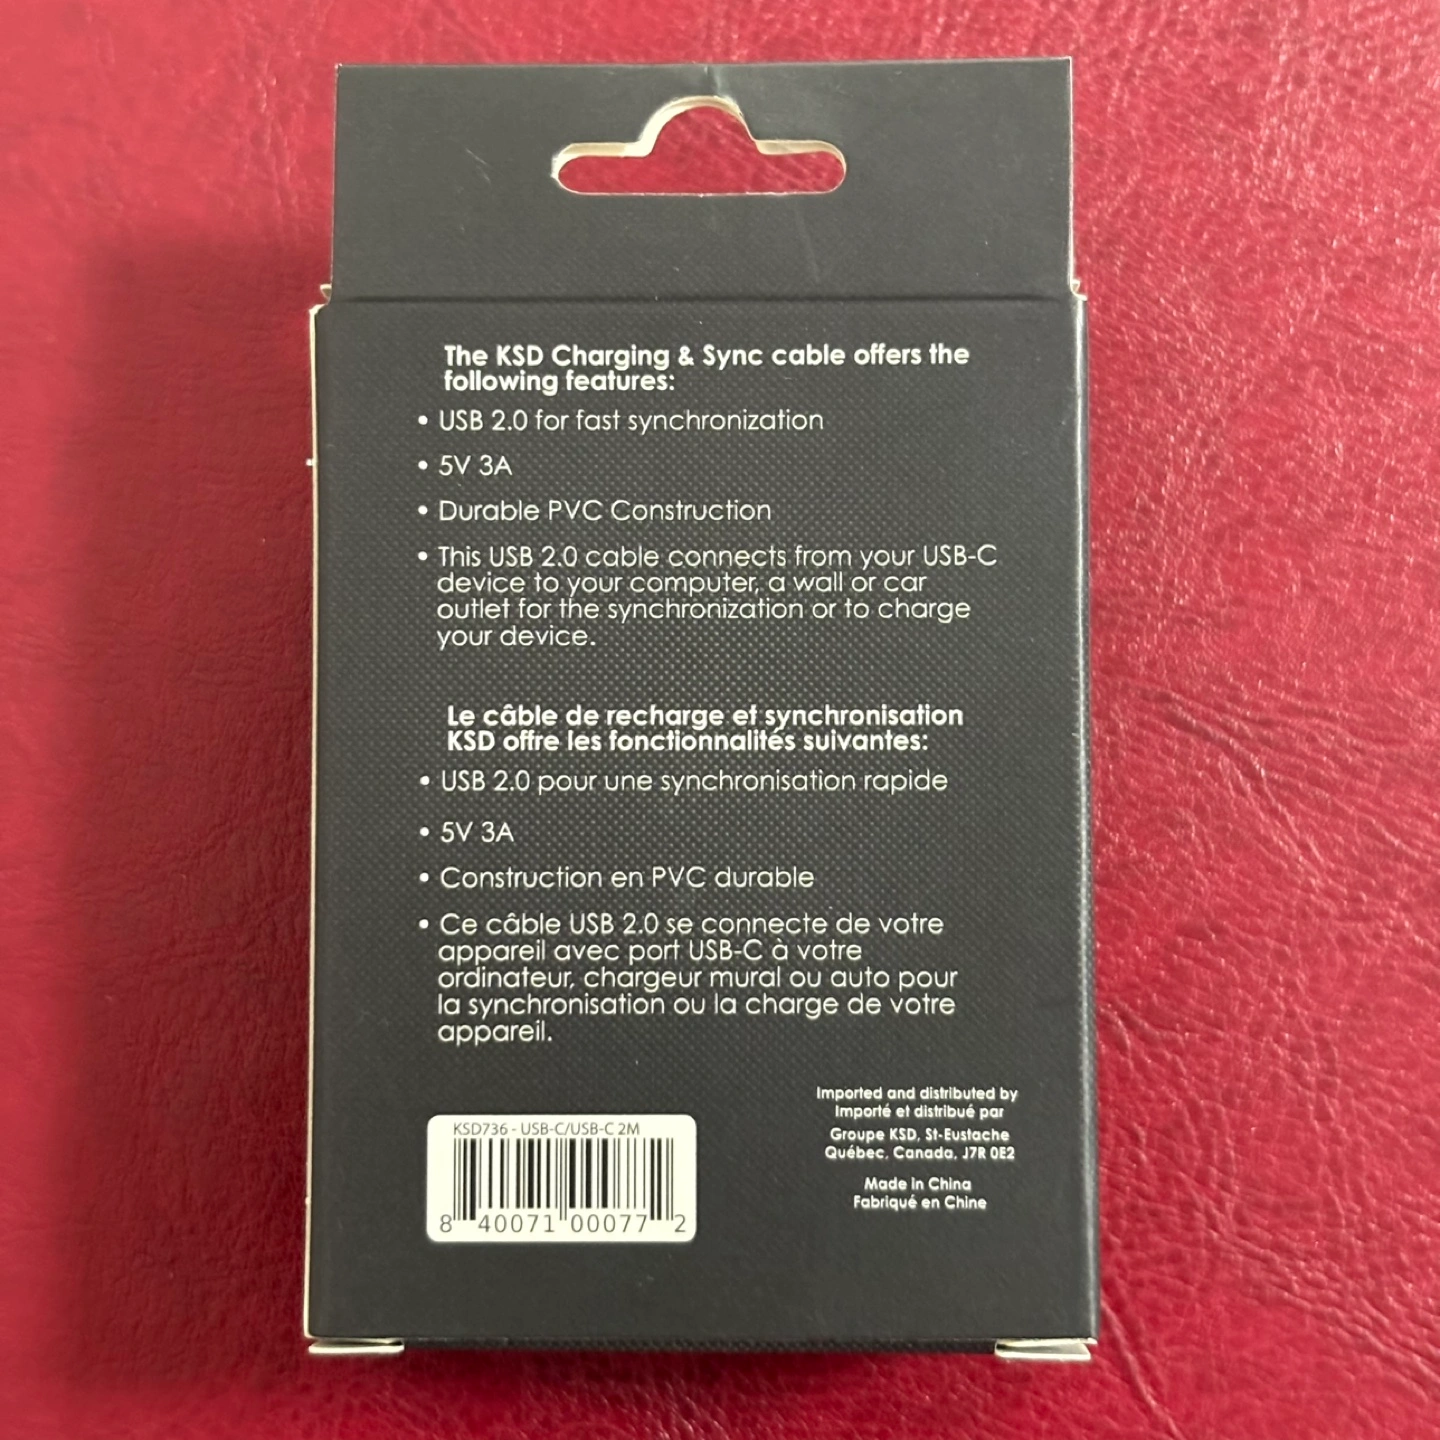 The KSD Charging & Sync cable offers the
following features:
• USB 2.0 for fast synchronization
• 5V 3A
• Durable PVC Construction
• This USB 2.0 cable connects from your USB-C
device to your computer, a wall or car
outlet for the synchronization or to charge
your device.
Le câble de recharge et synchronisation
KSD offre les fonctionnalités suivantes:
• USB 2.0 pour une synchronisation rapide
• 5V 3A
• Construction en PVC durable
• Ce câble USB 2.0 se connecte de votre
appareil avec port USB-C à votre
ordinateur, chargeur mural ou auto pour
la synchronisation ou la charge de votre
appareil.
Imported and distributed by
Importé et distribué par
Groupe KSD, St-Eustache
Québec, Canada, J7R 0E2
Made in China
Fabriqué en Chine
KSD736 - USB-C/USB-C 2M
8 40071 00077 2